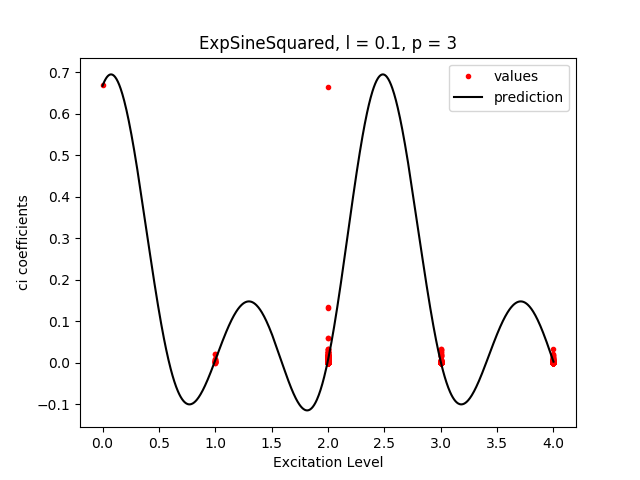 ExpSineSquared, l = 0.1, p = 3
values
prediction
0.7
0.6
0.5
0.4
0.3
0.2
0.1
0.0
−0.1
ci coefficients
0.0 0.5 1.0 1.5 2.0 2.5 3.0 3.5 4.0
Excitation Level